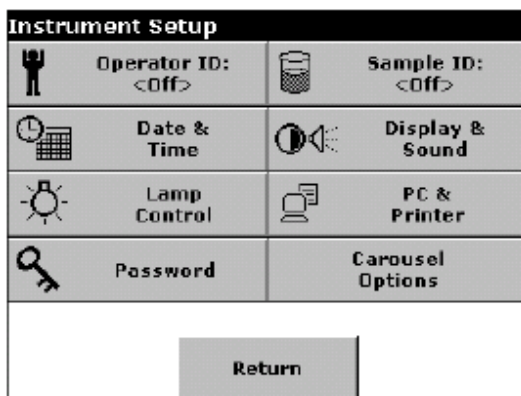 Instrument Setup
Operator ID:
<Off>
Sample ID:
<Off>
Date &
Time
Display &
Sound
Lamp
Control
PC &
Printer
Password
Carousel
Options
Return